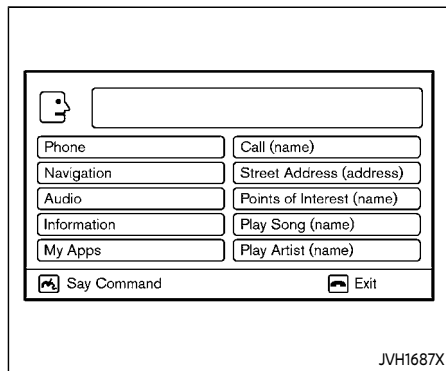 Phone
Call (name)
Navigation
Street Address (address)
Audio
Points of Interest (name)
Information
Play Song (name)
My Apps
Play Artist (name)
Say Command
Exit
JVH1687X